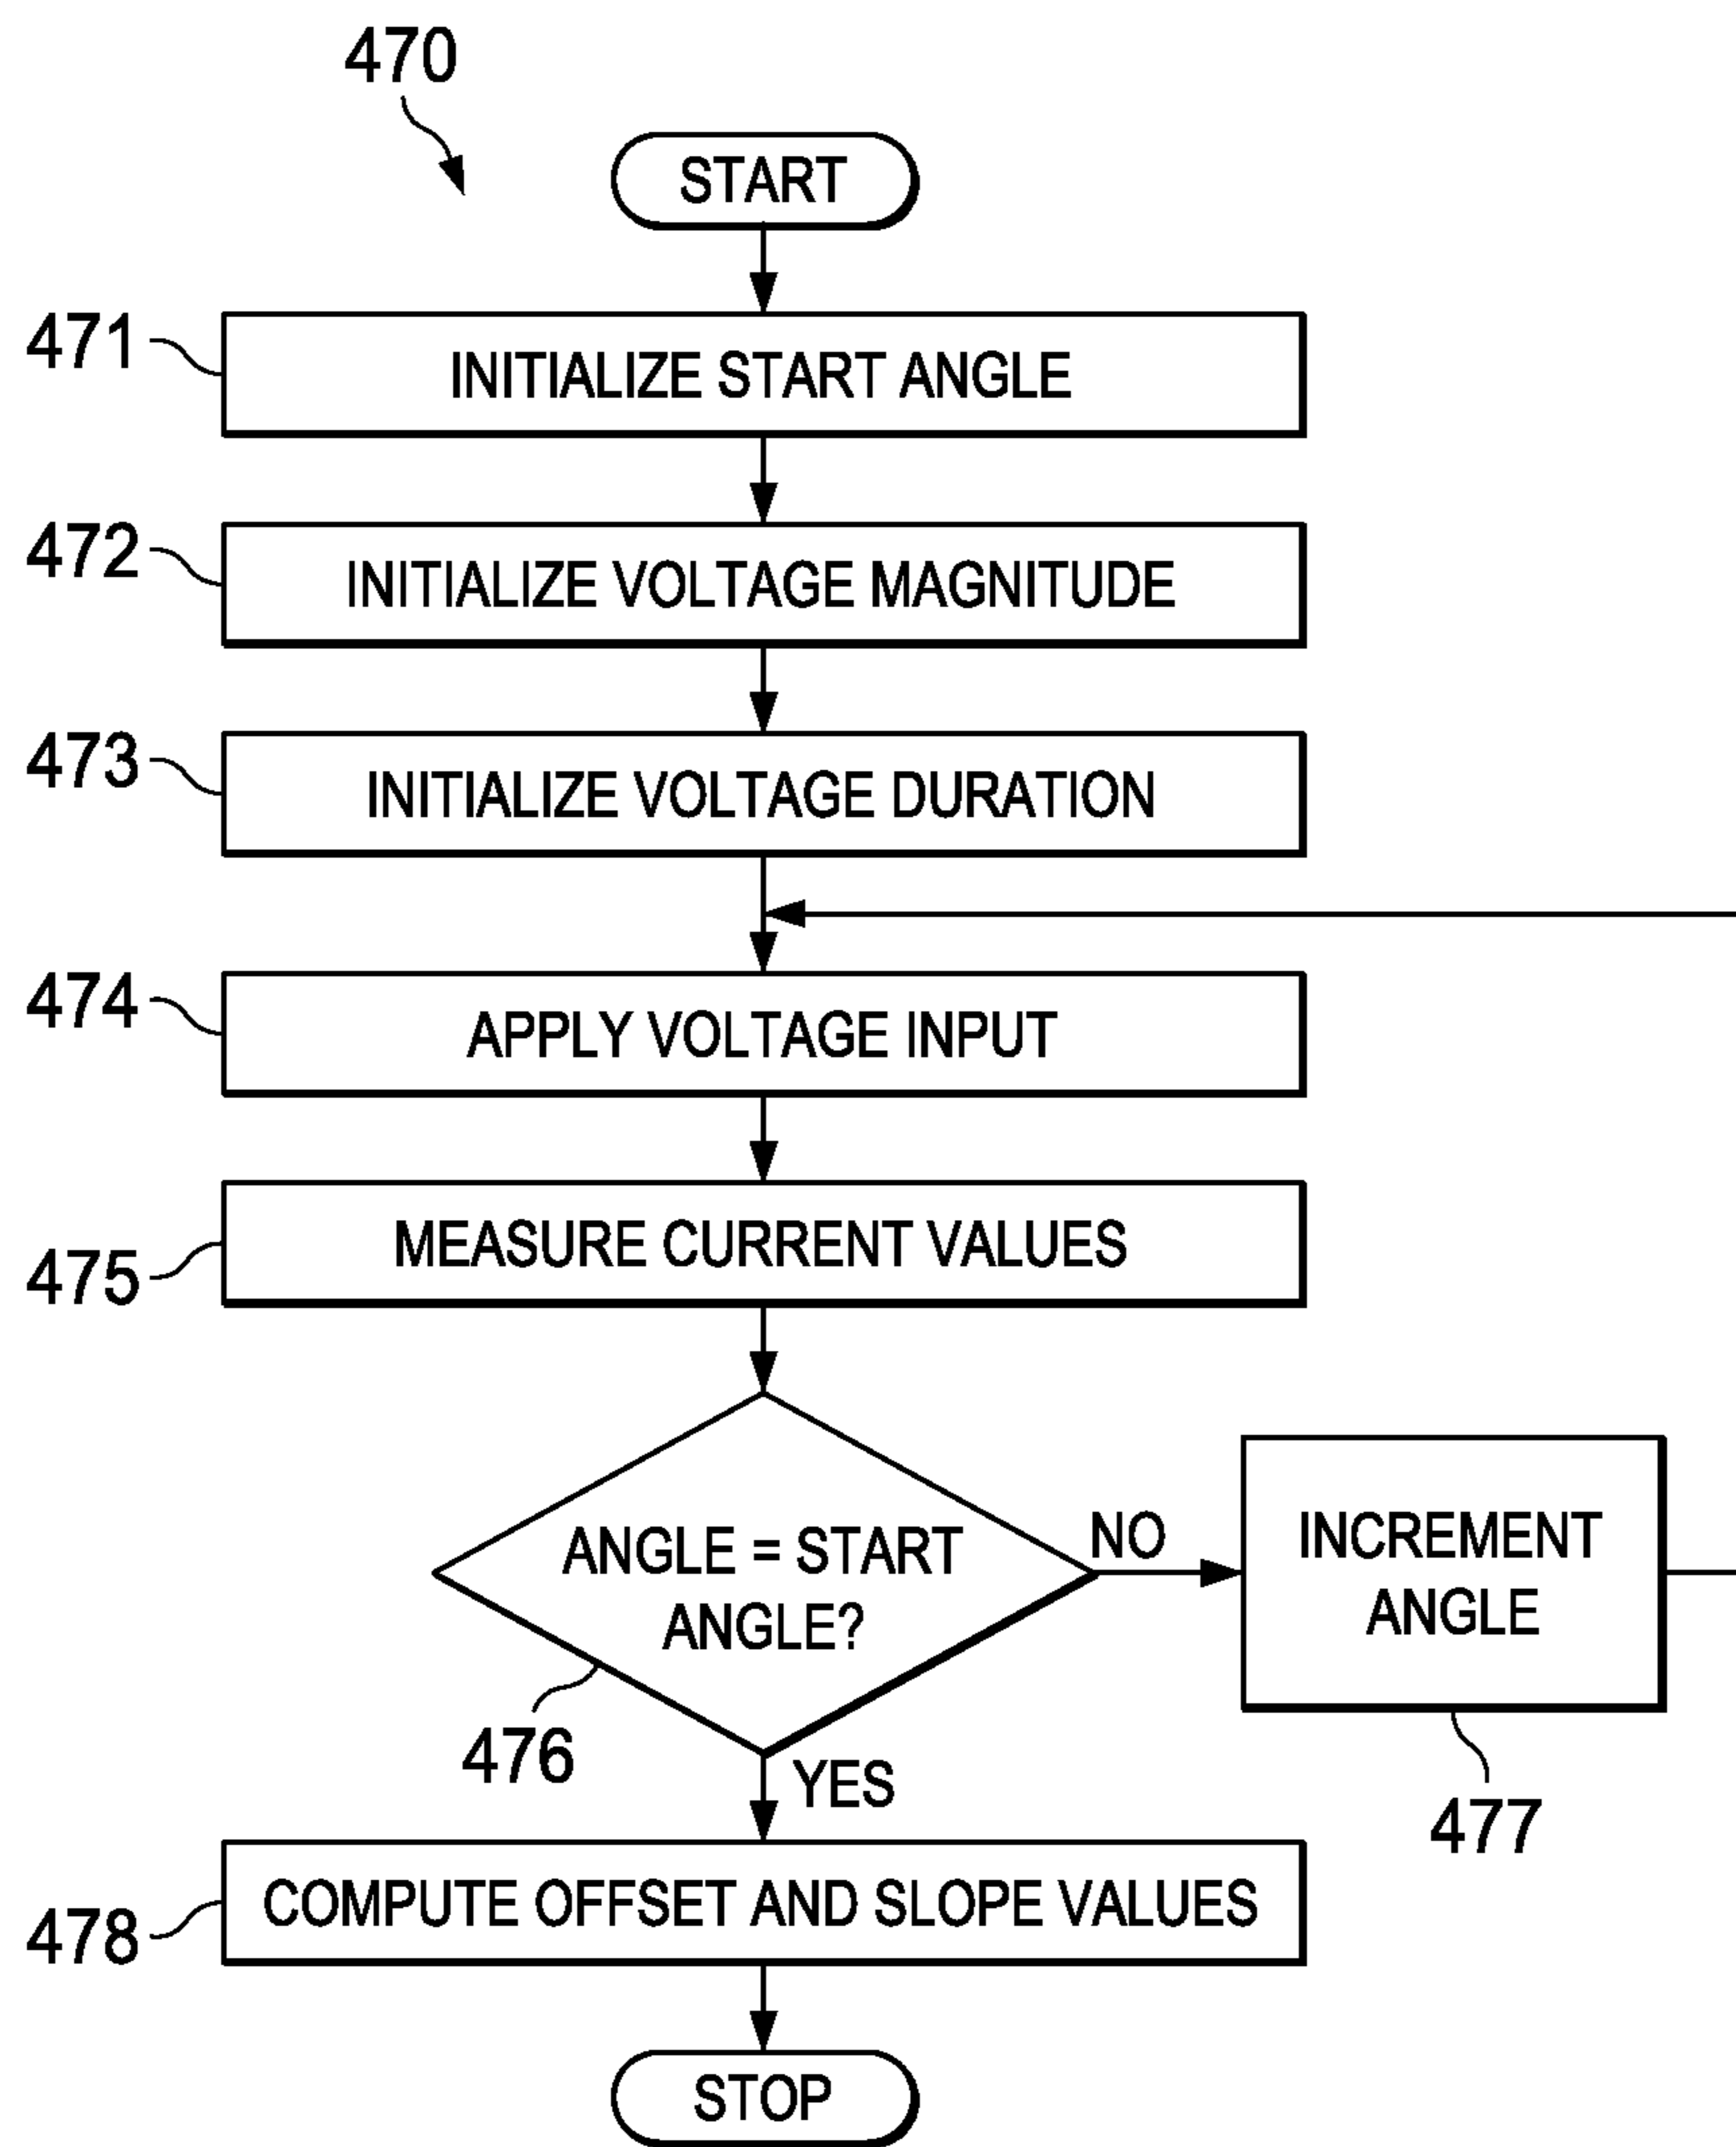 470
START
471
INITIALIZE START ANGLE
472
INITIALIZE VOLTAGE MAGNITUDE
473
INITIALIZE VOLTAGE DURATION
474
APPLY VOLTAGE INPUT
475
MEASURE CURRENT VALUES
ANGLE = START
ANGLE?
476
NO
INCREMENT
ANGLE
477
YES
478
COMPUTE OFFSET AND SLOPE VALUES
STOP